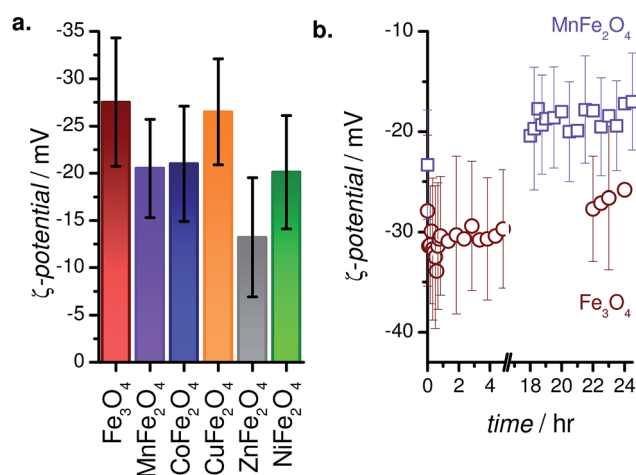 a.
ζ-potential / mV
-35
-30
-25
-20
-15
-10
-5
0
Fe₃O₄
MnFe₂O₄
CoFe₂O₄
CuFe₂O₄
ZnFe₂O₄
NiFe₂O₄
b.
ζ-potential / mV
-10
-20
-30
-40
MnFe₂O₄
Fe₃O₄
0 2 4 18 20 22 24
time / hr